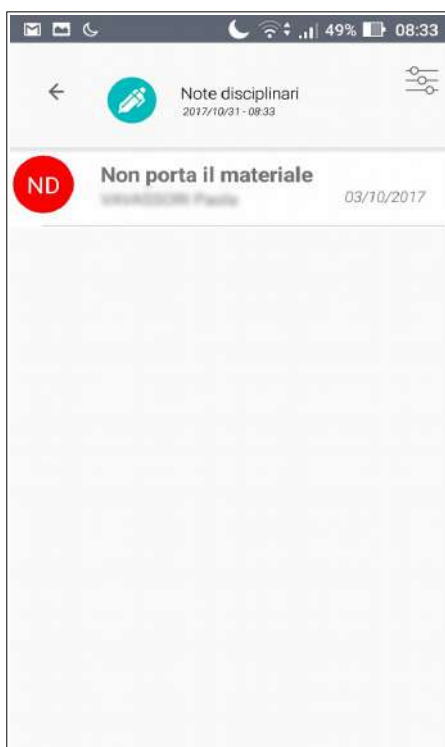 49% 08:33
Note disciplinari
2017/10/31 - 08:33
ND
Non porta il materiale
03/10/2017